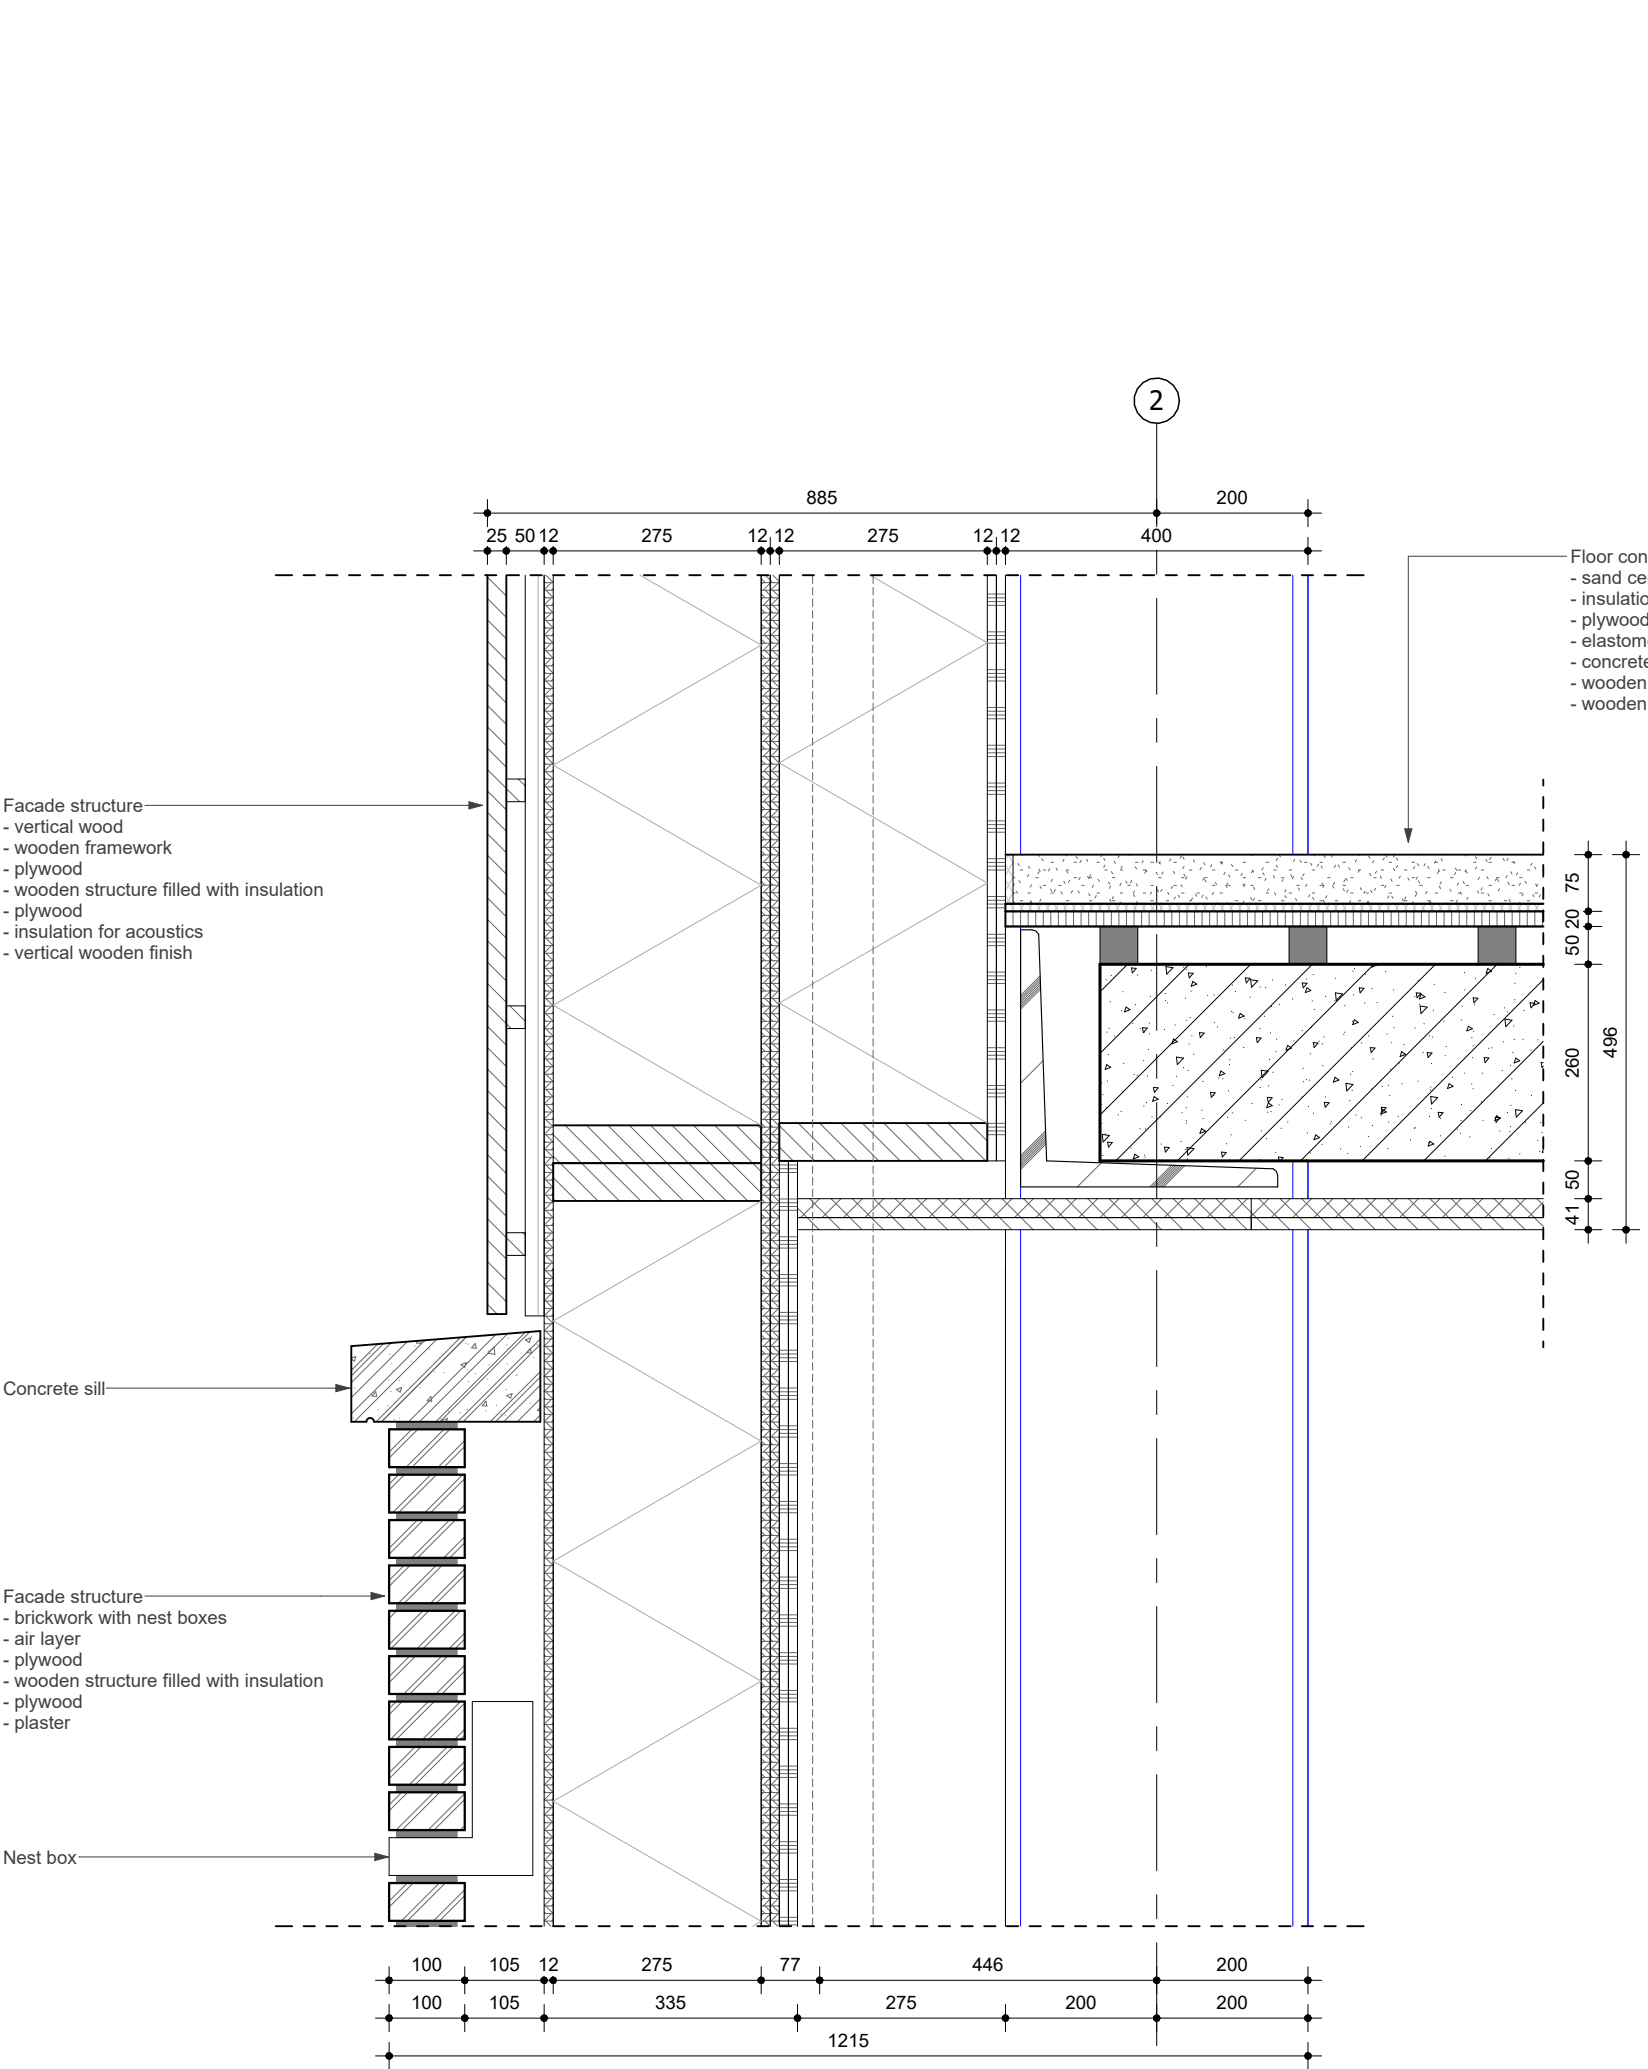 2
885 200
25 50 12 275 12 12 275 12 12 400
Floor con
- sand ce
- insulatio
- plywood
- elastom
- concrete
- wooden
- wooden
Facade structure
- vertical wood
- wooden framework
- plywood
- wooden structure filled with insulation
- plywood
- insulation for acoustics
- vertical wooden finish
75
20
50
260
496
50
41
Concrete sill
Facade structure
- brickwork with nest boxes
- air layer
- plywood
- wooden structure filled with insulation
- plywood
- plaster
Nest box
100 105 12 275 77 446 200
100 105 335 275 200 200
1215